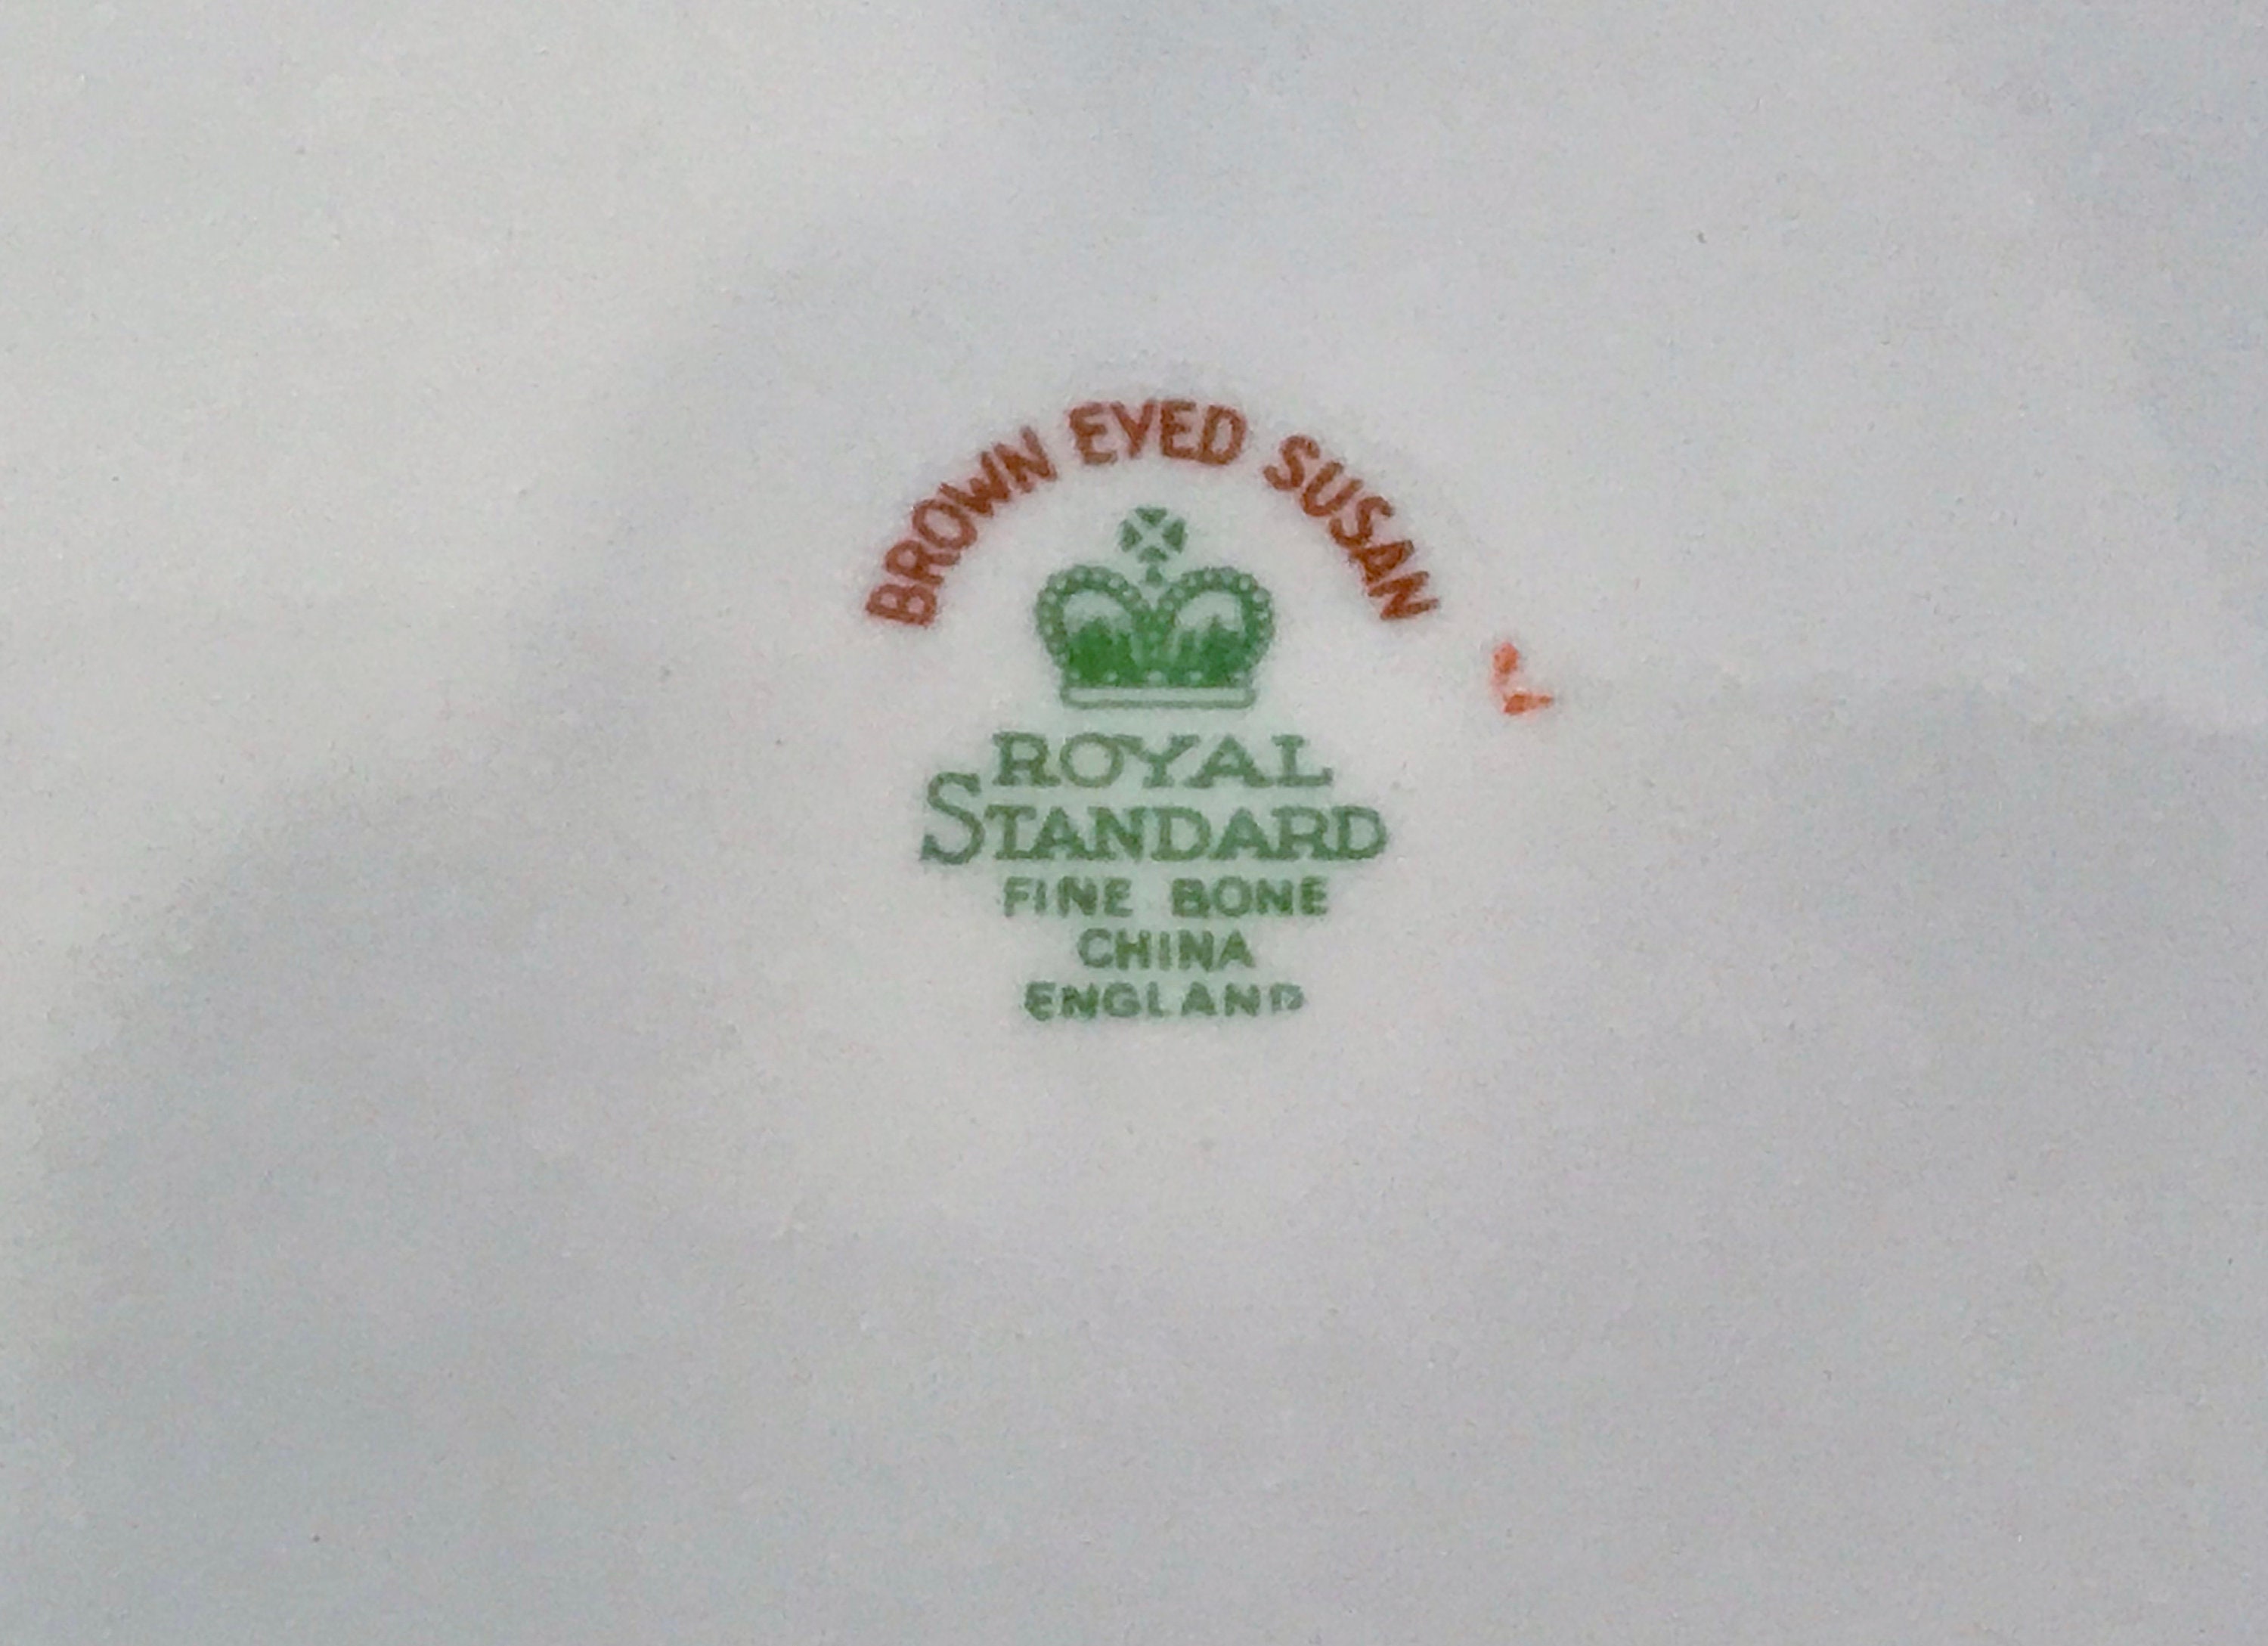 BROWN EYED SUSAN
ROYAL
STANDARD
FINE BONE
CHINA
ENGLAND